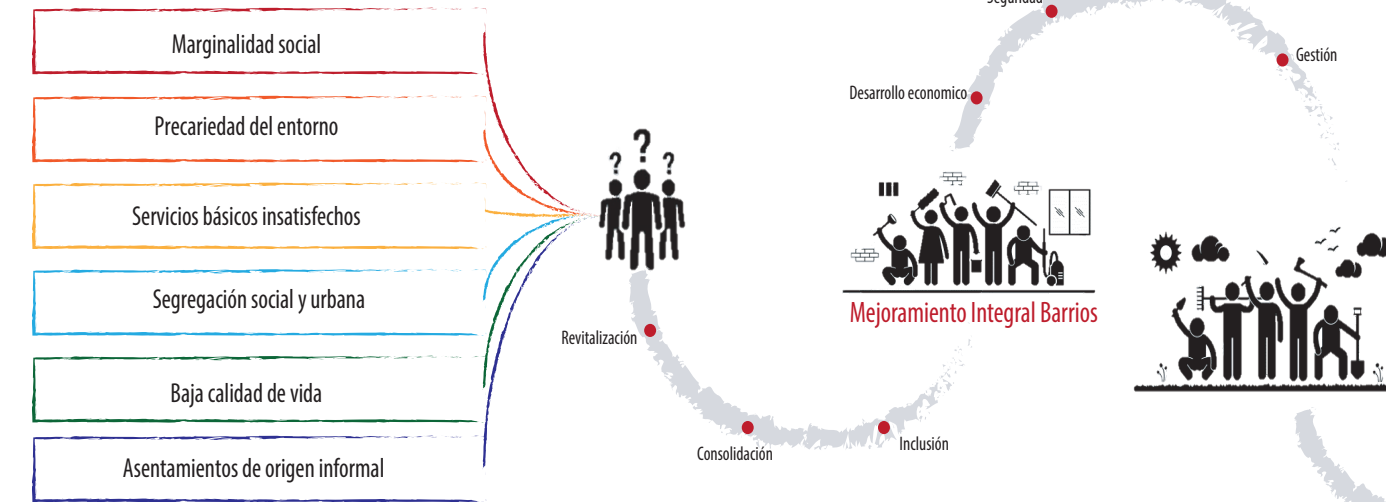 Marginalidad social
Precariedad del entorno
Servicios básicos insatisfechos
Segregación social y urbana
Baja calidad de vida
Asentamientos de origen informal
? ? ?
Revitalización
Consolidación
Inclusión
Mejoramiento Integral Barrios
Desarrollo economico
Seguridad
Gestión